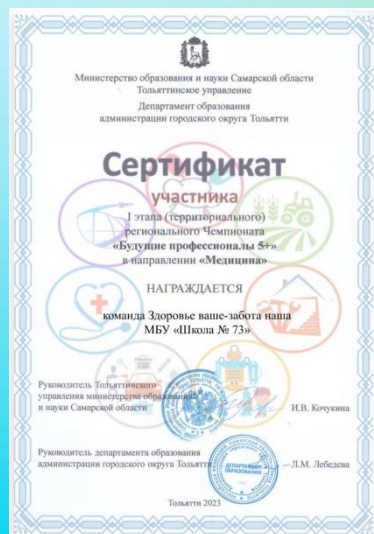 Министерство образования и науки Самарской области
Тольяттинское управление
Департамент образования
администрации городского округа Тольятти
Сертификат
участника
I этапа (территориального)
регионального Чемпионата
«Будущие профессионалы 5+»
в направлении «Медицина»
НАГРАЖДАЕТСЯ
команда Здоровье ваше-забота наша
МБУ «Школа № 73»
Руководитель Тольяттинского
управления министерства образования
и науки Самарской области
И.В. Кочукина
Руководитель департамента образования
администрации городского округа Тольятти
Л.М. Лебедева
ДЕПАРТАМЕНТ
ОБРАЗОВАНИЯ
Тольятти 2023